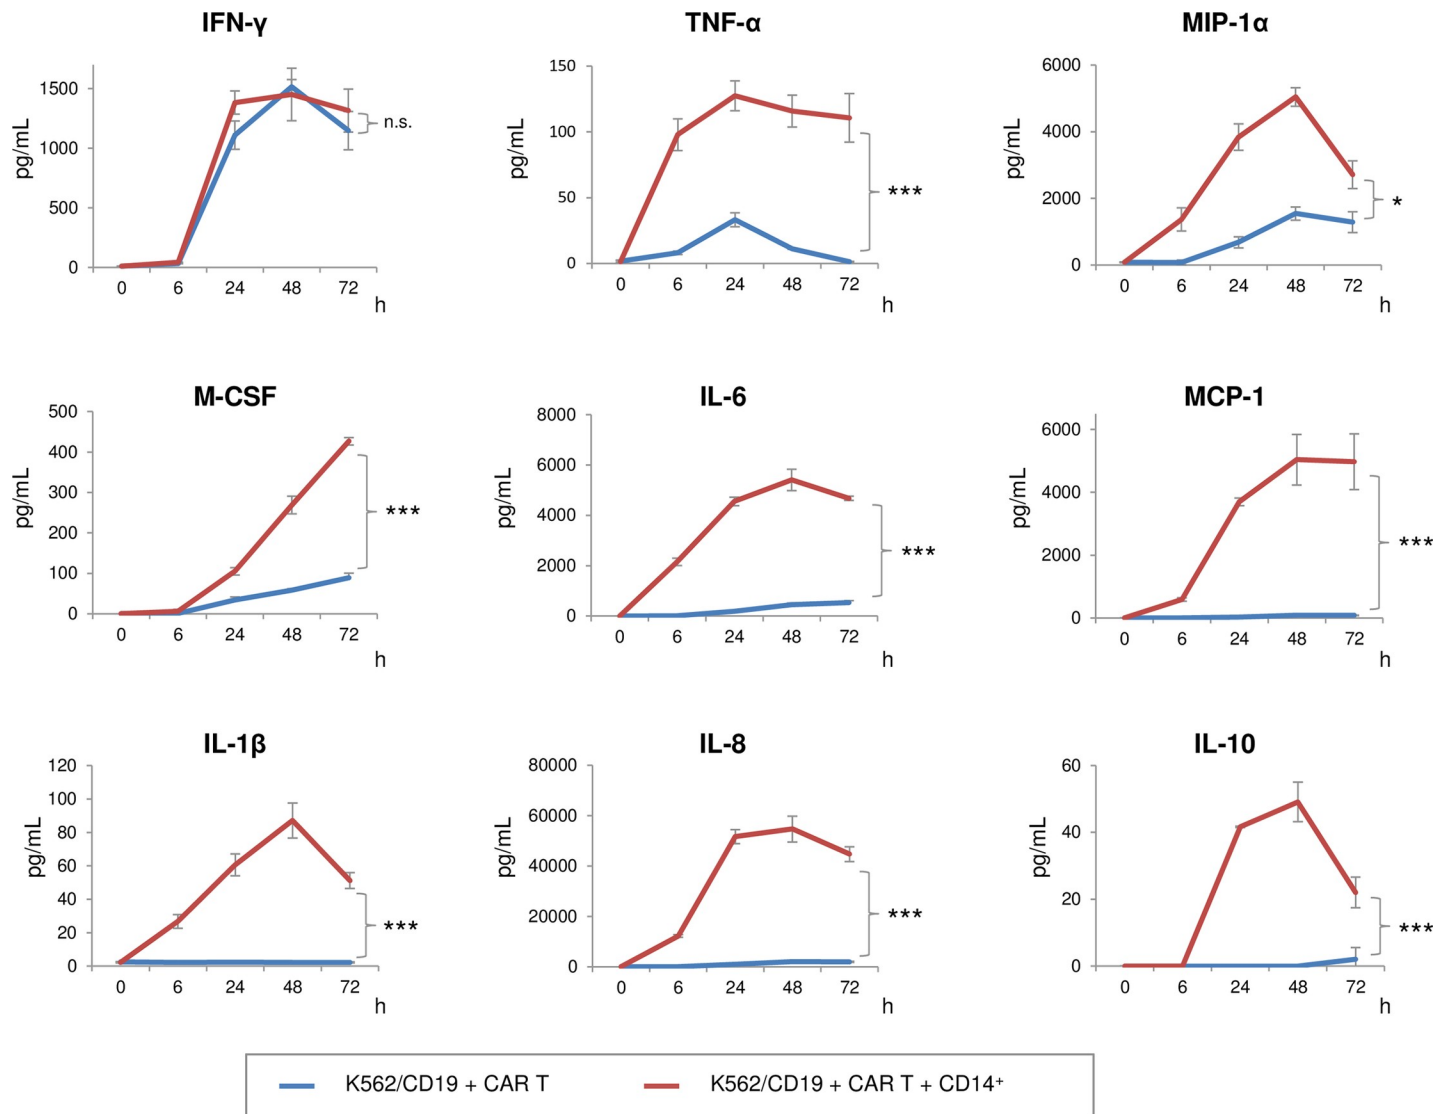 IFN-γ
pg/mL
1500
1000
500
0
0 6 24 48 72
h
n.s.
TNF-α
pg/mL
150
100
50
0
0 6 24 48 72
h
***
MIP-1α
pg/mL
6000
4000
2000
0
0 6 24 48 72
h
*
M-CSF
pg/mL
500
400
300
200
100
0
0 6 24 48 72
h
***
IL-6
pg/mL
8000
6000
4000
2000
0
0 6 24 48 72
h
***
MCP-1
pg/mL
6000
4000
2000
0
0 6 24 48 72
h
***
IL-1β
pg/mL
120
100
80
60
40
20
0
0 6 24 48 72
h
***
IL-8
pg/mL
80000
60000
40000
20000
0
0 6 24 48 72
h
***
IL-10
pg/mL
60
40
20
0
0 6 24 48 72
h
***
K562/CD19 + CAR T
K562/CD19 + CAR T + CD14⁺